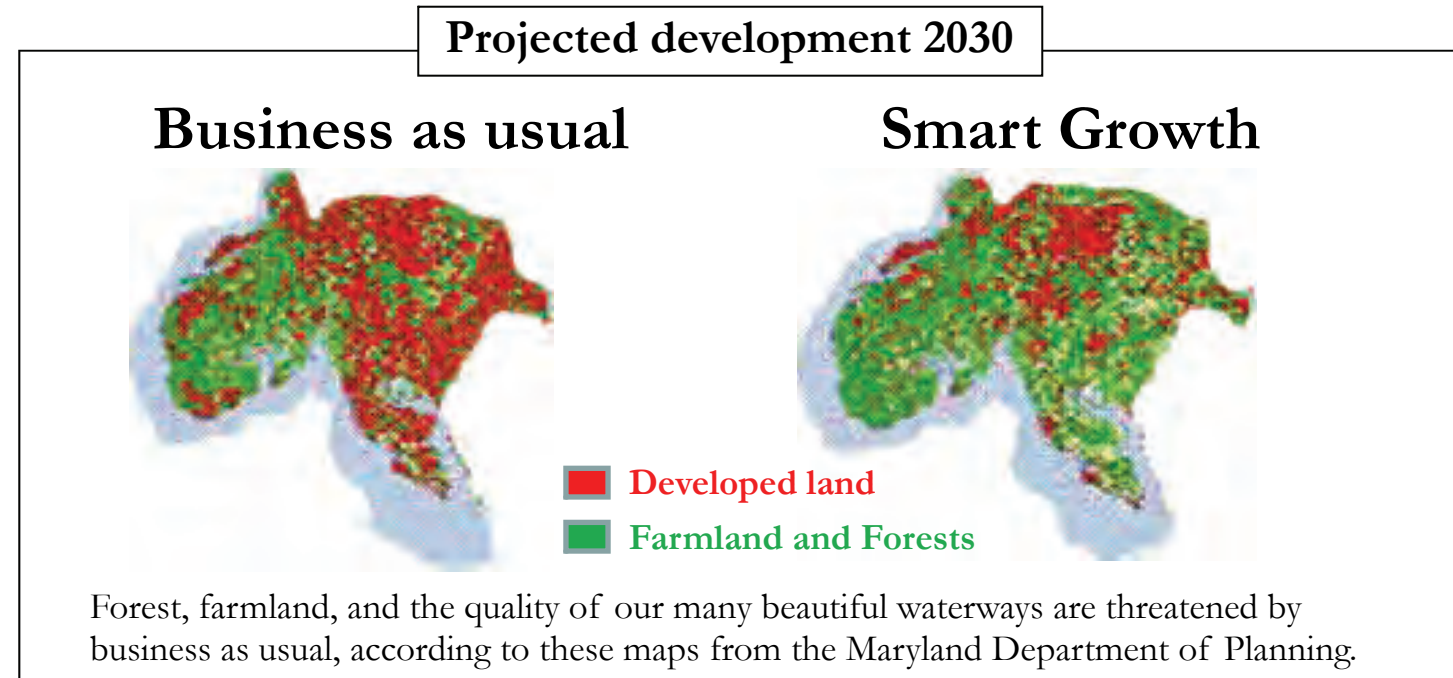 Projected development 2030
Business as usual
Smart Growth
Developed land
Farmland and Forests
Forest, farmland, and the quality of our many beautiful waterways are threatened by
business as usual, according to these maps from the Maryland Department of Planning.